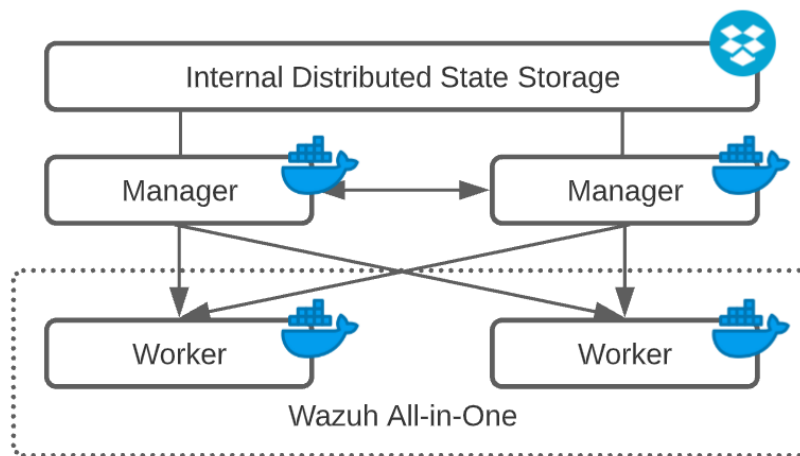 Internal Distributed State Storage
Manager
Manager
Worker
Worker
Wazuh All-in-One